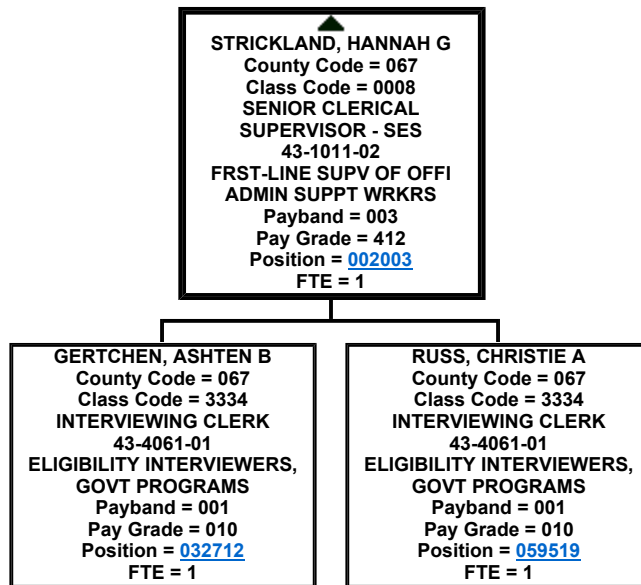 STRICKLAND, HANNAH G
County Code = 067
Class Code = 0008
SENIOR CLERICAL
SUPERVISOR - SES
43-1011-02
FRST-LINE SUPV OF OFFI
ADMIN SUPPT WRKRS
Payband = 003
Pay Grade = 412
Position = 002003
FTE = 1
GERTCHEN, ASHTEN B
County Code = 067
Class Code = 3334
INTERVIEWING CLERK
43-4061-01
ELIGIBILITY INTERVIEWERS,
GOVT PROGRAMS
Payband = 001
Pay Grade = 010
Position = 032712
FTE = 1
RUSS, CHRISTIE A
County Code = 067
Class Code = 3334
INTERVIEWING CLERK
43-4061-01
ELIGIBILITY INTERVIEWERS,
GOVT PROGRAMS
Payband = 001
Pay Grade = 010
Position = 059519
FTE = 1